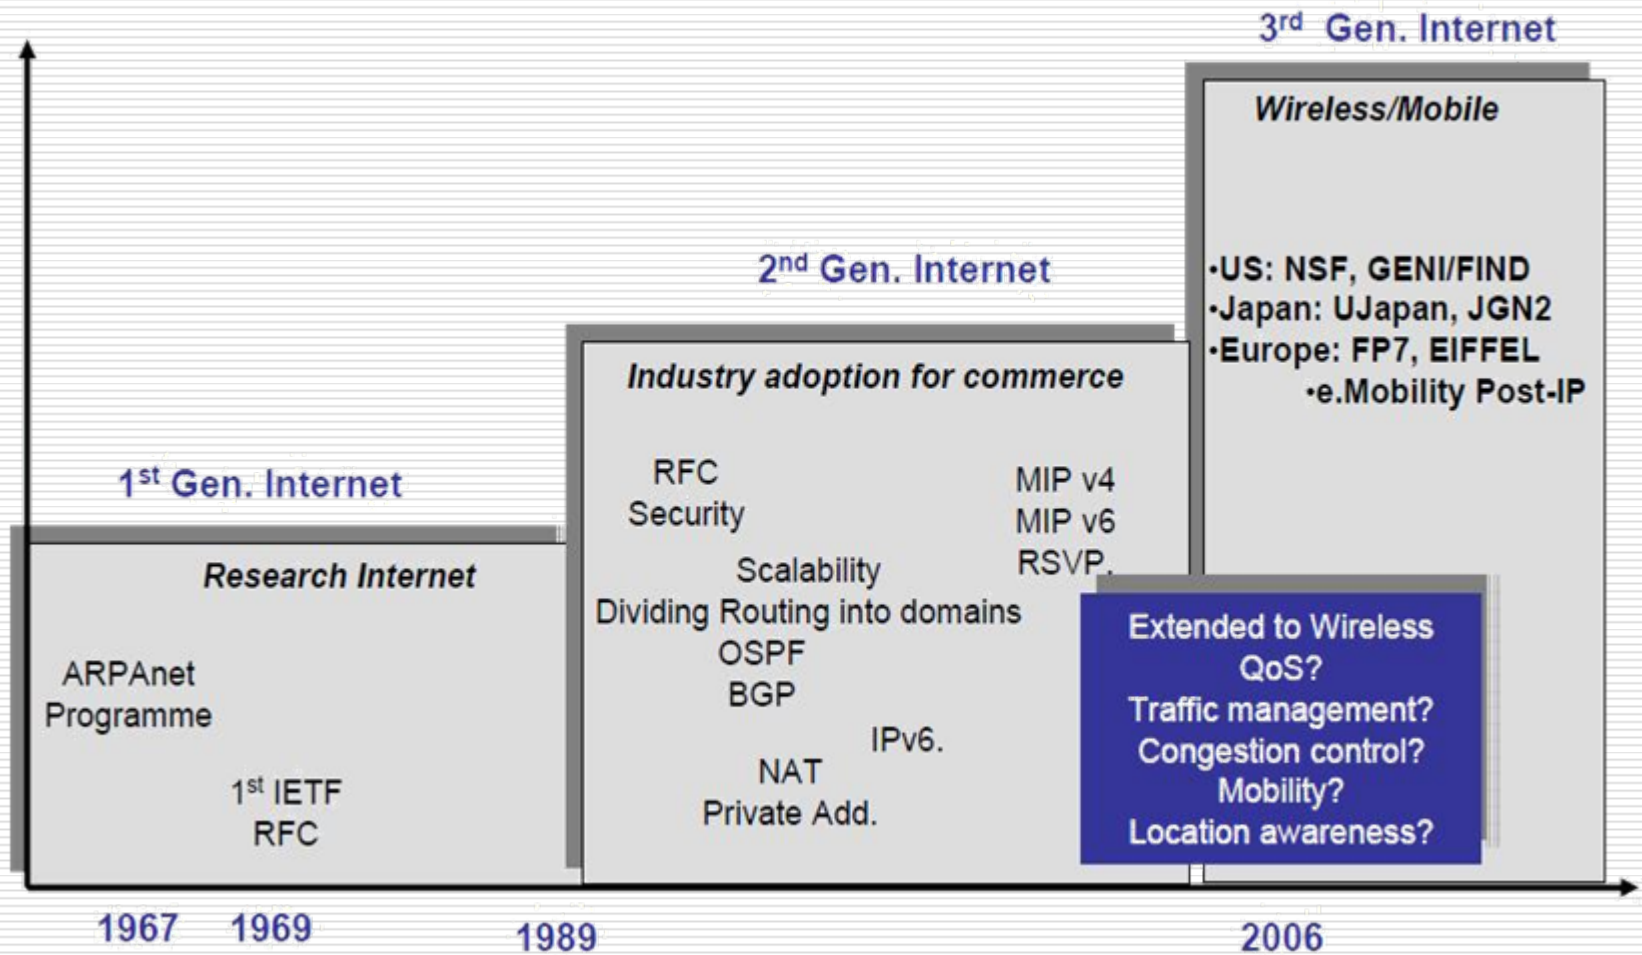 3rd Gen. Internet
Wireless/Mobile
•US: NSF, GENI/FIND
•Japan: UJapan, JGN2
•Europe: FP7, EIFFEL
•e.Mobility Post-IP
2nd Gen. Internet
Industry adoption for commerce
RFC
Security
MIP v4
MIP v6
RSVP.
Scalability
Dividing Routing into domains
OSPF
BGP
IPv6.
NAT
Private Add.
1st Gen. Internet
Research Internet
ARPAnet
Programme
1st IETF
RFC
Extended to Wireless
QoS?
Traffic management?
Congestion control?
Mobility?
Location awareness?
1967
1969
1989
2006